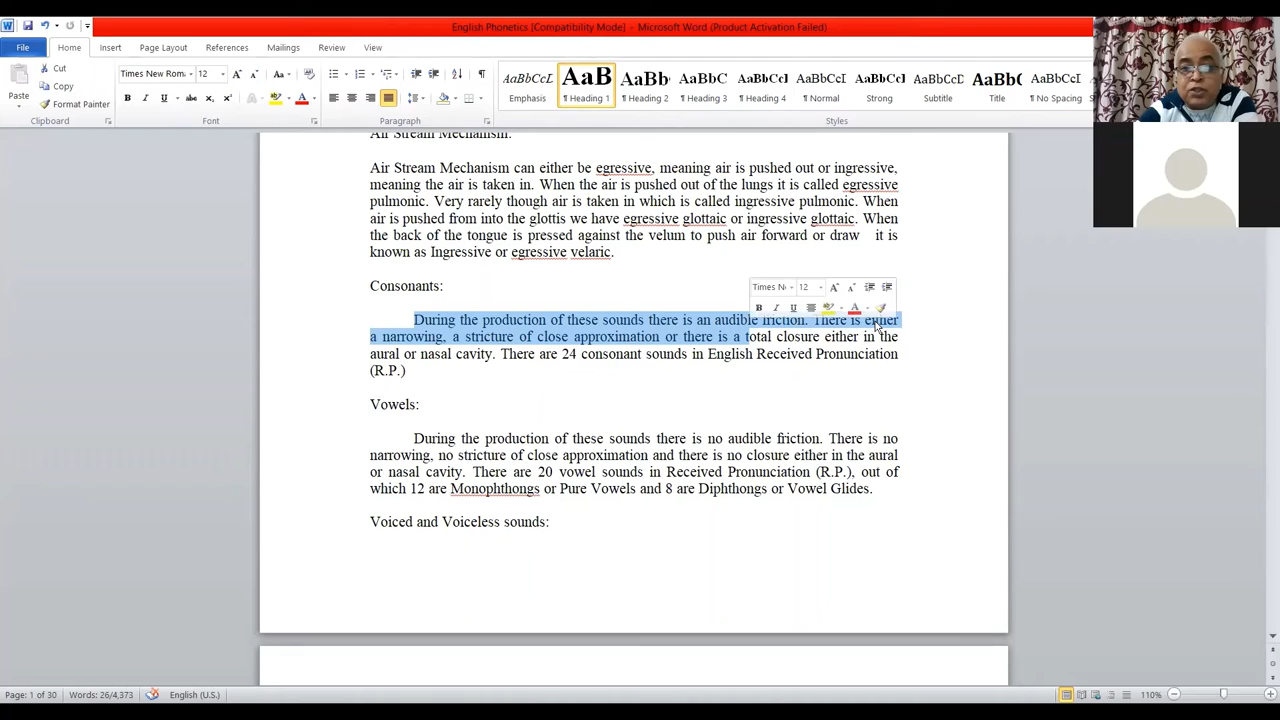 English Phonetics [Compatibility Mode] - Microsoft Word (Product Activation Failed)
File Home Insert Page Layout References Mailings Review View
Cut
Copy
Format Painter
Paste
Times New Rom 12
AaBbCcI AaB AaBb AaBbC AaBbCc AaBbCcI AaBbCc AaBbCcI AaBb AaBbCcI
Emphasis ¶ Heading 1 ¶ Heading 2 ¶ Heading 3 ¶ Heading 4 ¶ Normal Strong Subtitle Title ¶ No Spacing
Clipboard Font Paragraph Styles
Air Stream Mechanism:
Air Stream Mechanism can either be egressive, meaning air is pushed out or ingressive,
meaning the air is taken in. When the air is pushed out of the lungs it is called egressive
pulmonic. Very rarely though air is taken in which is called ingressive pulmonic. When
air is pushed from into the glottis we have egressive glottaic or ingressive glottaic. When
the back of the tongue is pressed against the velum to push air forward or draw it is
known as Ingressive or egressive velaric.
Consonants:
Times Ne 12
During the production of these sounds there is an audible friction. There is either
a narrowing, a stricture of close approximation or there is a total closure either in the
aural or nasal cavity. There are 24 consonant sounds in English Received Pronunciation
(R.P.)
Vowels:
During the production of these sounds there is no audible friction. There is no
narrowing, no stricture of close approximation and there is no closure either in the aural
or nasal cavity. There are 20 vowel sounds in Received Pronunciation (R.P.), out of
which 12 are Monophthongs or Pure Vowels and 8 are Diphthongs or Vowel Glides.
Voiced and Voiceless sounds:
Page: 1 of 30 Words: 26/4,373 English (U.S.) 110%